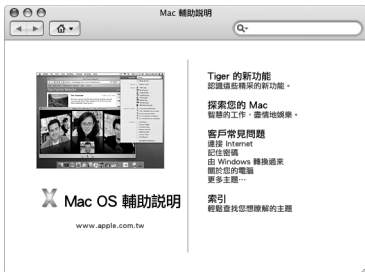 Mac 輔助說明
Mac OS 輔助說明
www.apple.com.tw
Tiger 的新功能
認識這些精采的新功能。
探索您的 Mac
智慧的工作，盡情地娛樂。
客戶常見問題
連接 Internet
記住密碼
由 Windows 轉換過來
關於您的電腦
更多主題…
索引
輕鬆查找您想瞭解的主題